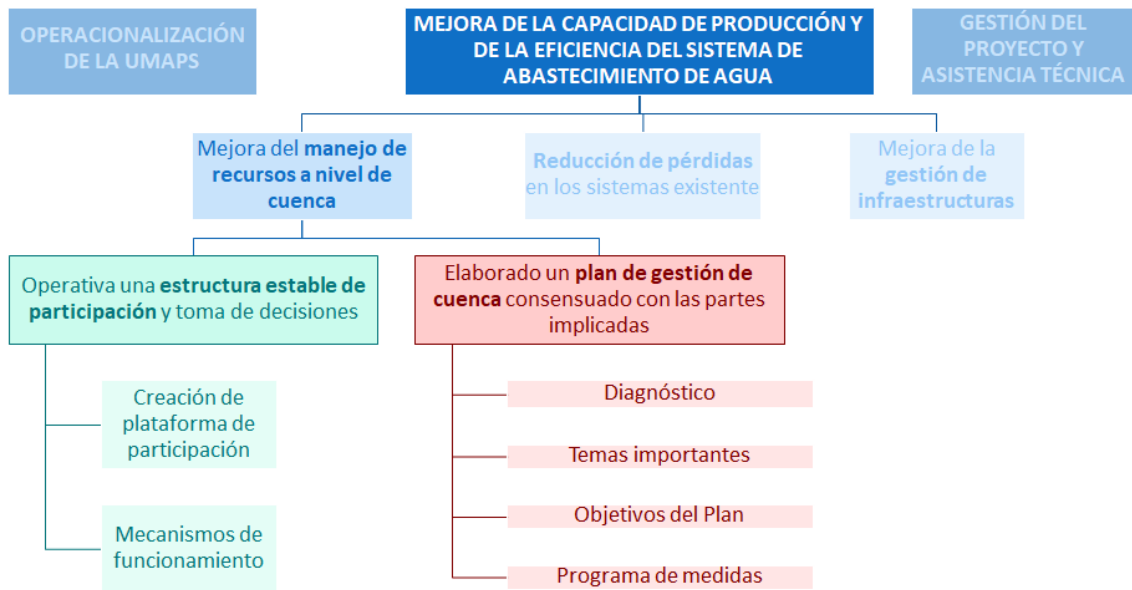 OPERACIONALIZACIÓN
DE LA UMAPS
MEJORA DE LA CAPACIDAD DE PRODUCCIÓN Y
DE LA EFICIENCIA DEL SISTEMA DE
ABASTECIMIENTO DE AGUA
GESTIÓN DEL
PROYECTO Y
ASISTENCIA TÉCNICA
Mejora del manejo de
recursos a nivel de
cuenca
Reducción de pérdidas
en los sistemas existente
Mejora de la
gestión de
infraestructuras
Operativa una estructura estable de
participación y toma de decisiones
Elaborado un plan de gestión de
cuenca consensuado con las partes
implicadas
Creación de
plataforma de
participación
Mecanismos de
funcionamiento
Diagnóstico
Temas importantes
Objetivos del Plan
Programa de medidas